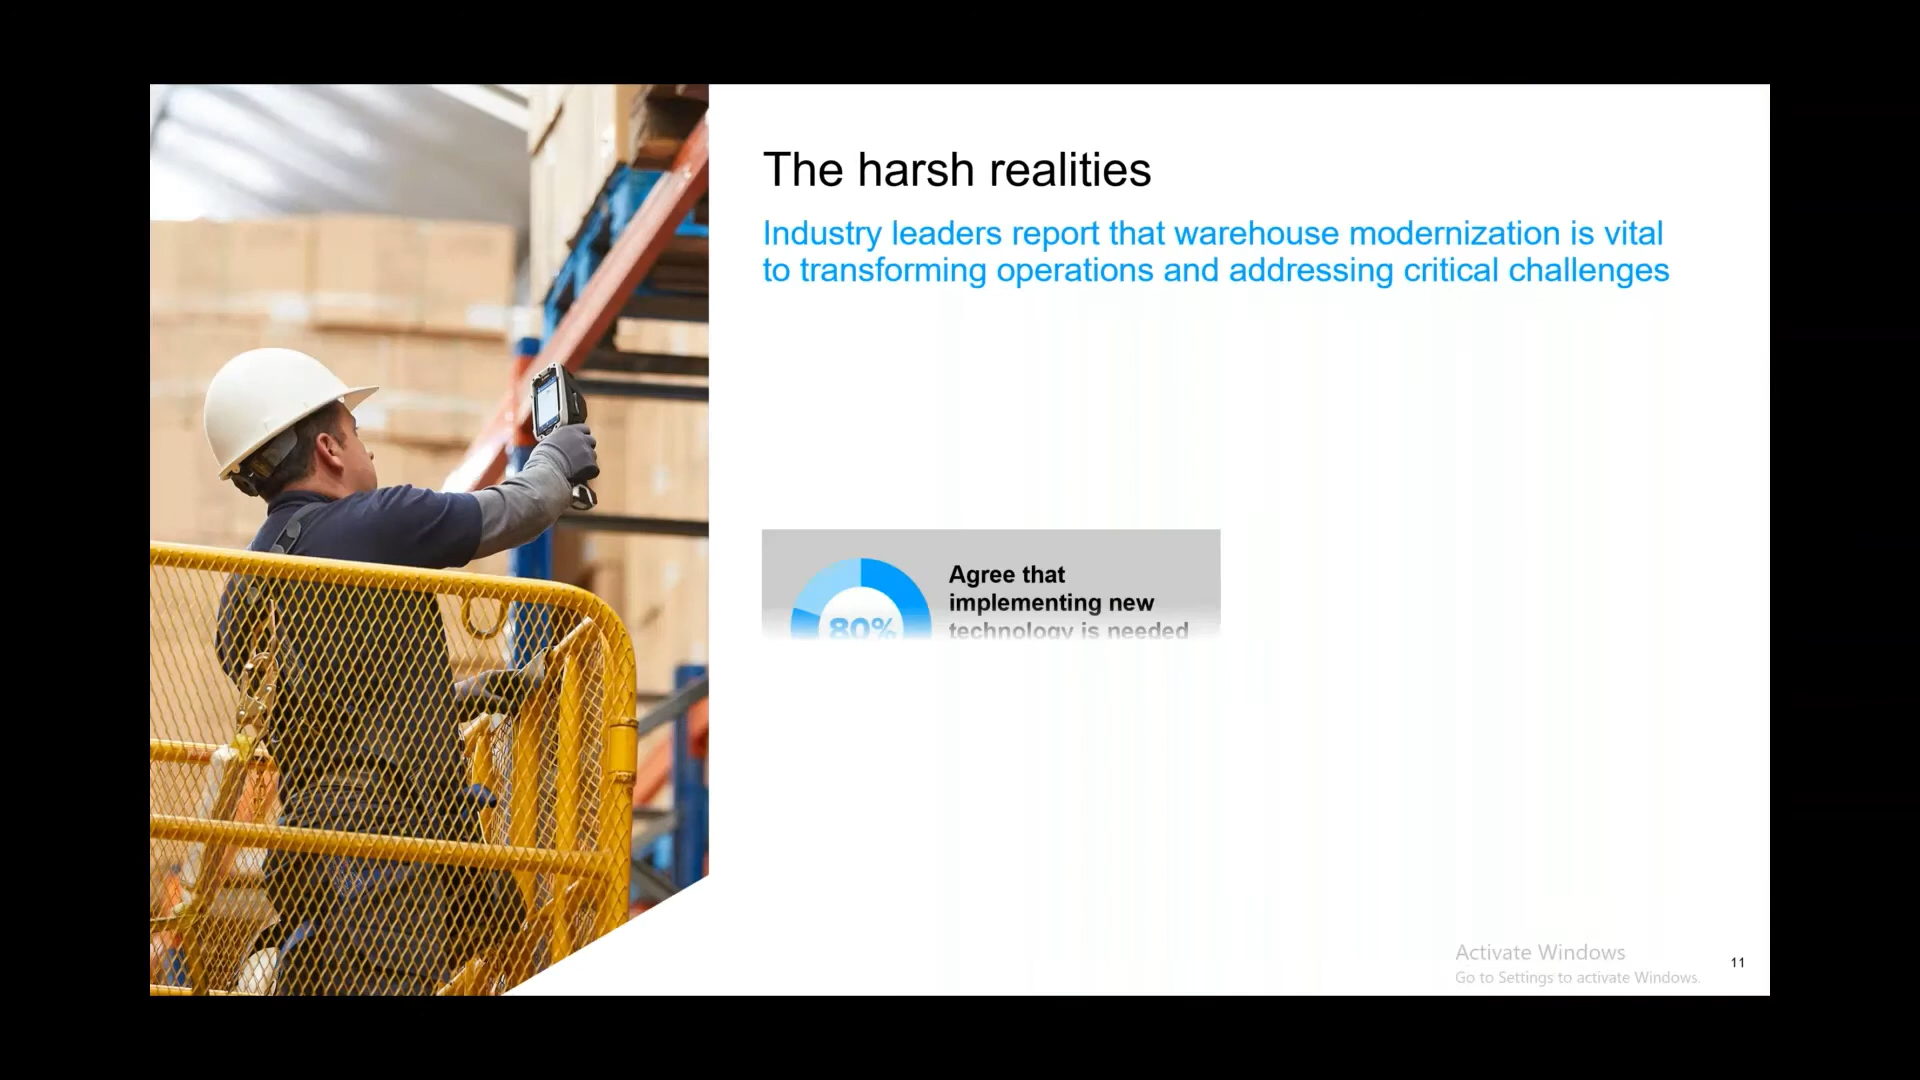 The harsh realities
Industry leaders report that warehouse modernization is vital
to transforming operations and addressing critical challenges
80%
Agree that
implementing new
technology is needed
Activate Windows
Go to Settings to activate Windows.
11